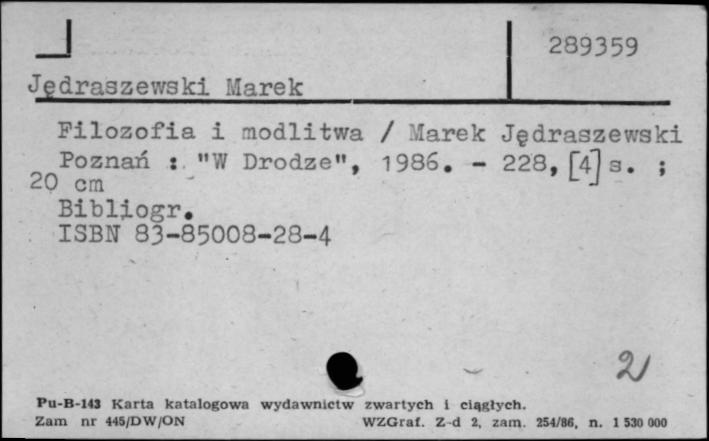 289359
Jędraszewski Marek
Filozofia i modlitwa / Marek Jędraszewski
Poznań : "W Drodze", 1986. - 228, [4] s. ;
20 cm
Bibliogr.
ISBN 83-85008-28-4
2
Pu-B-143 Karta katalogowa wydawnictw zwartych i ciągłych.
Zam nr 445/DW/ON WZGraf. Z-d 2, zam. 254/86, n. 1 530 000